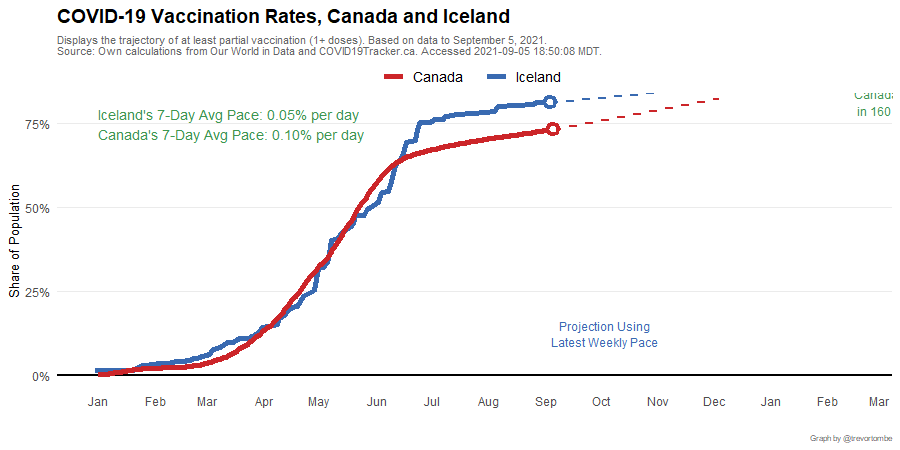 COVID-19 Vaccination Rates, Canada and Iceland
Displays the trajectory of at least partial vaccination (1+ doses). Based on data to September 5, 2021.
Source: Own calculations from Our World in Data and COVID19Tracker.ca. Accessed 2021-09-05 18:50:08 MDT.
Canada Iceland
Iceland's 7-Day Avg Pace: 0.05% per day
Canada's 7-Day Avg Pace: 0.10% per day
Canada
in 160
75%
50%
25%
0%
Share of Population
Projection Using
Latest Weekly Pace
Jan Feb Mar Apr May Jun Jul Aug Sep Oct Nov Dec Jan Feb Mar
Graph by @trevortombe